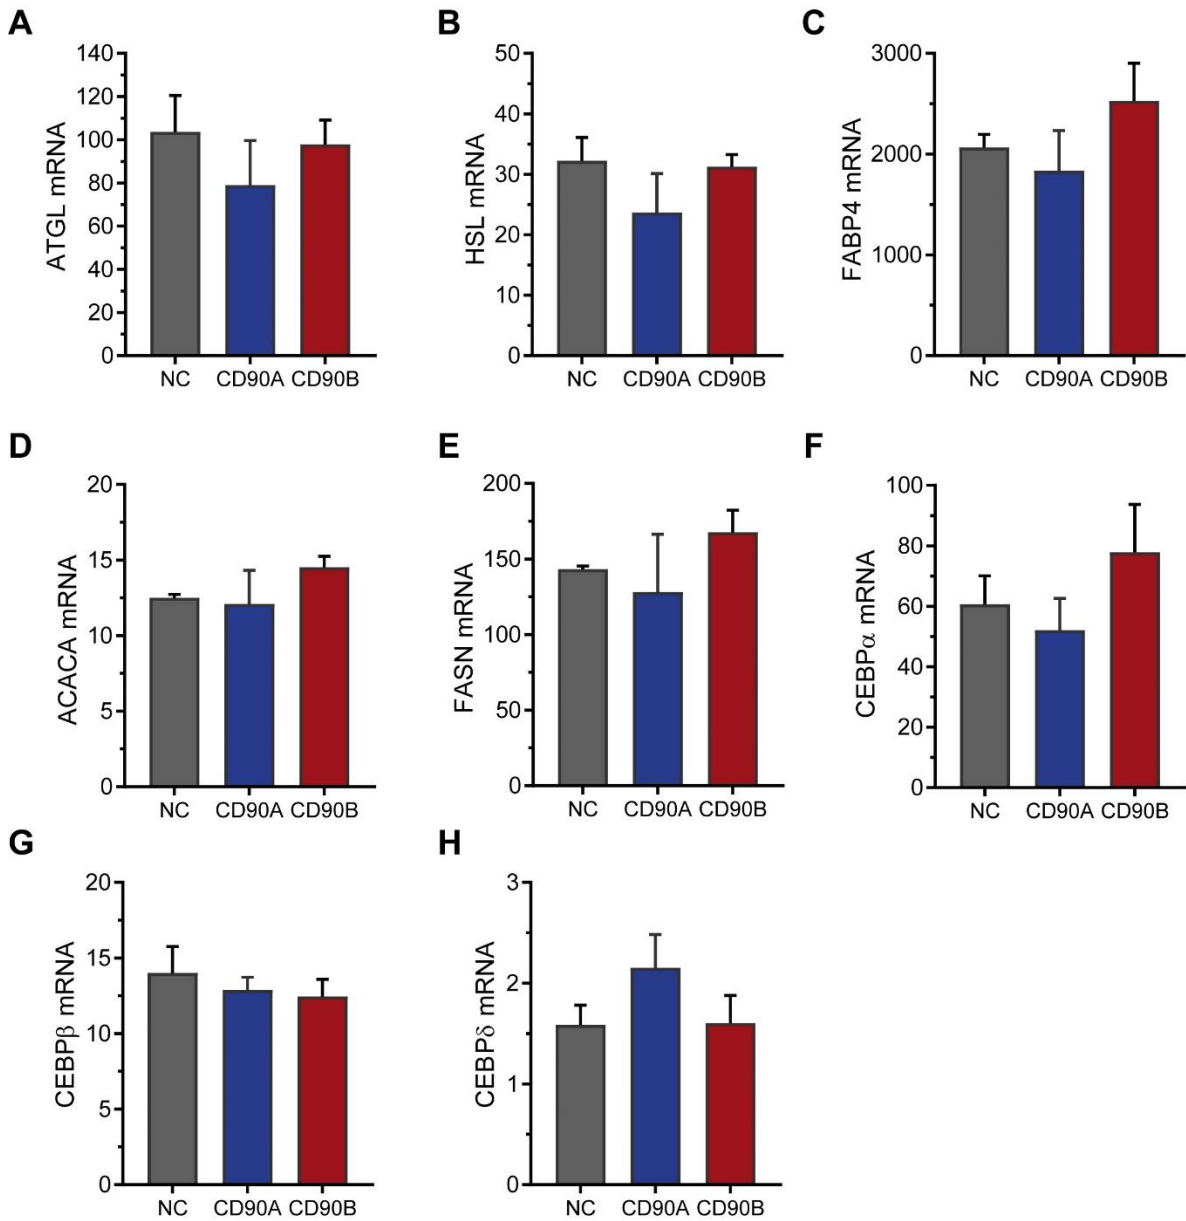 A
B
C
140
120
100
80
60
40
20
0
ATGL mRNA
NC CD90A CD90B
50
40
30
20
10
0
HSL mRNA
NC CD90A CD90B
3000
2000
1000
0
FABP4 mRNA
NC CD90A CD90B
D
E
F
20
15
10
5
0
ACACA mRNA
NC CD90A CD90B
200
150
100
50
0
FASN mRNA
NC CD90A CD90B
100
80
60
40
20
0
CEBPα mRNA
NC CD90A CD90B
G
H
20
15
10
5
0
CEBPβ mRNA
NC CD90A CD90B
3
2
1
0
CEBPδ mRNA
NC CD90A CD90B